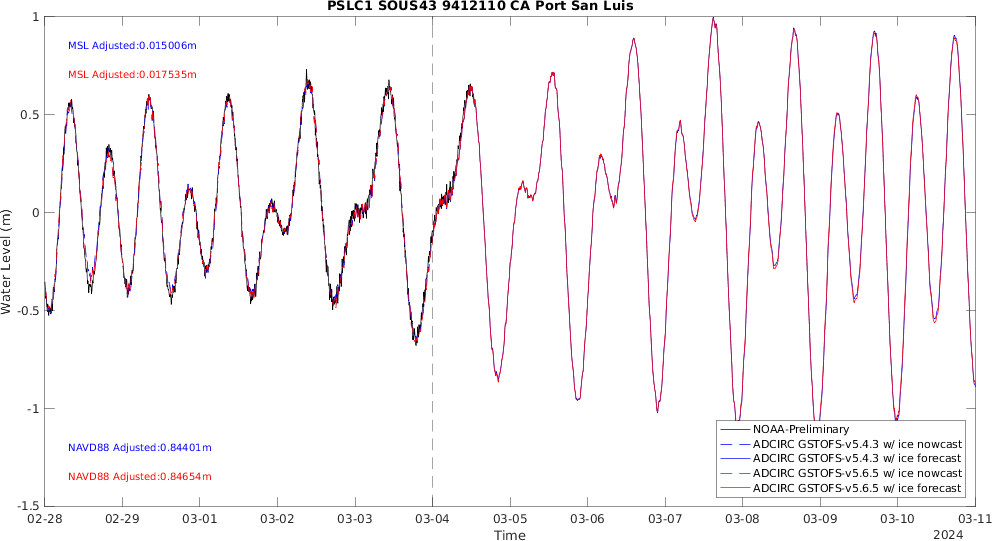 PSLC1 SOUS43 9412110 CA Port San Luis
MSL Adjusted:0.015006m
MSL Adjusted:0.017535m
NAVD88 Adjusted:0.84401m
NAVD88 Adjusted:0.84654m
1
0.5
0
-0.5
-1
-1.5
Water Level (m)
NOAA-Preliminary
ADCIRC GSTOFS-v5.4.3 w/ ice nowcast
ADCIRC GSTOFS-v5.4.3 w/ ice forecast
ADCIRC GSTOFS-v5.6.5 w/ ice nowcast
ADCIRC GSTOFS-v5.6.5 w/ ice forecast
02-28 02-29 03-01 03-02 03-03 03-04 03-05 03-06 03-07 03-08 03-09 03-10 03-11
Time
2024